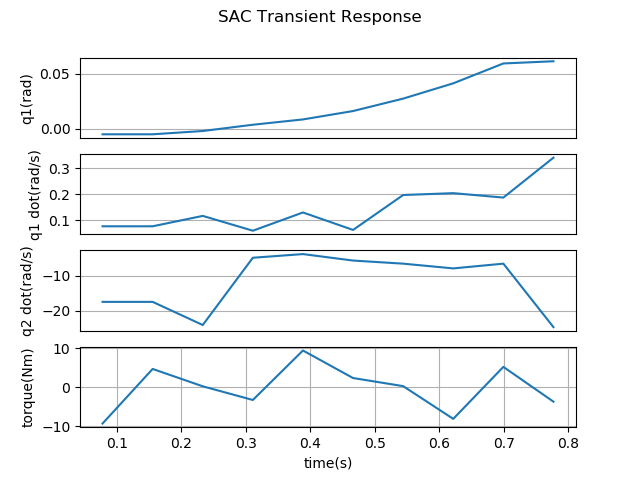 SAC Transient Response
q1(rad)
0.05
0.00
q1 dot(rad/s)
0.3
0.2
0.1
q2 dot(rad/s)
−10
−20
torque(Nm)
10
0
−10
0.1 0.2 0.3 0.4 0.5 0.6 0.7 0.8
time(s)